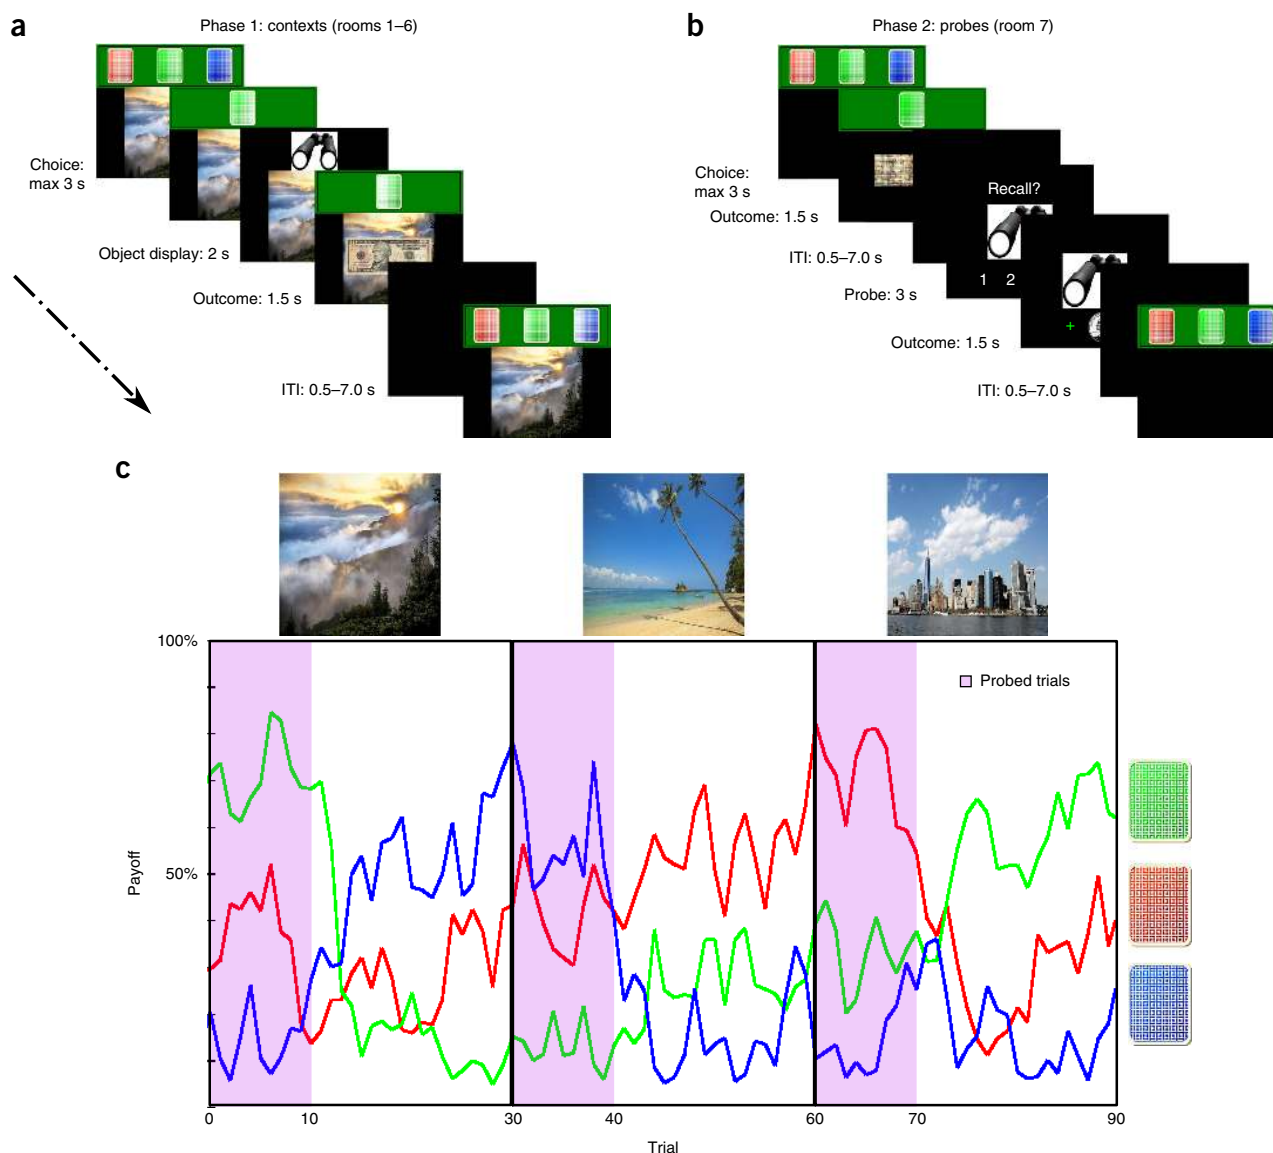 a
Phase 1: contexts (rooms 1–6)
Choice:
max 3 s
Object display: 2 s
Outcome: 1.5 s
ITI: 0.5–7.0 s
b
Phase 2: probes (room 7)
Choice:
max 3 s
Outcome: 1.5 s
Recall?
ITI: 0.5–7.0 s
1 2
Probe: 3 s
+
Outcome: 1.5 s
ITI: 0.5–7.0 s
c
100%
Probed trials
50%
Payoff
0 10 30 40 60 70 90
Trial